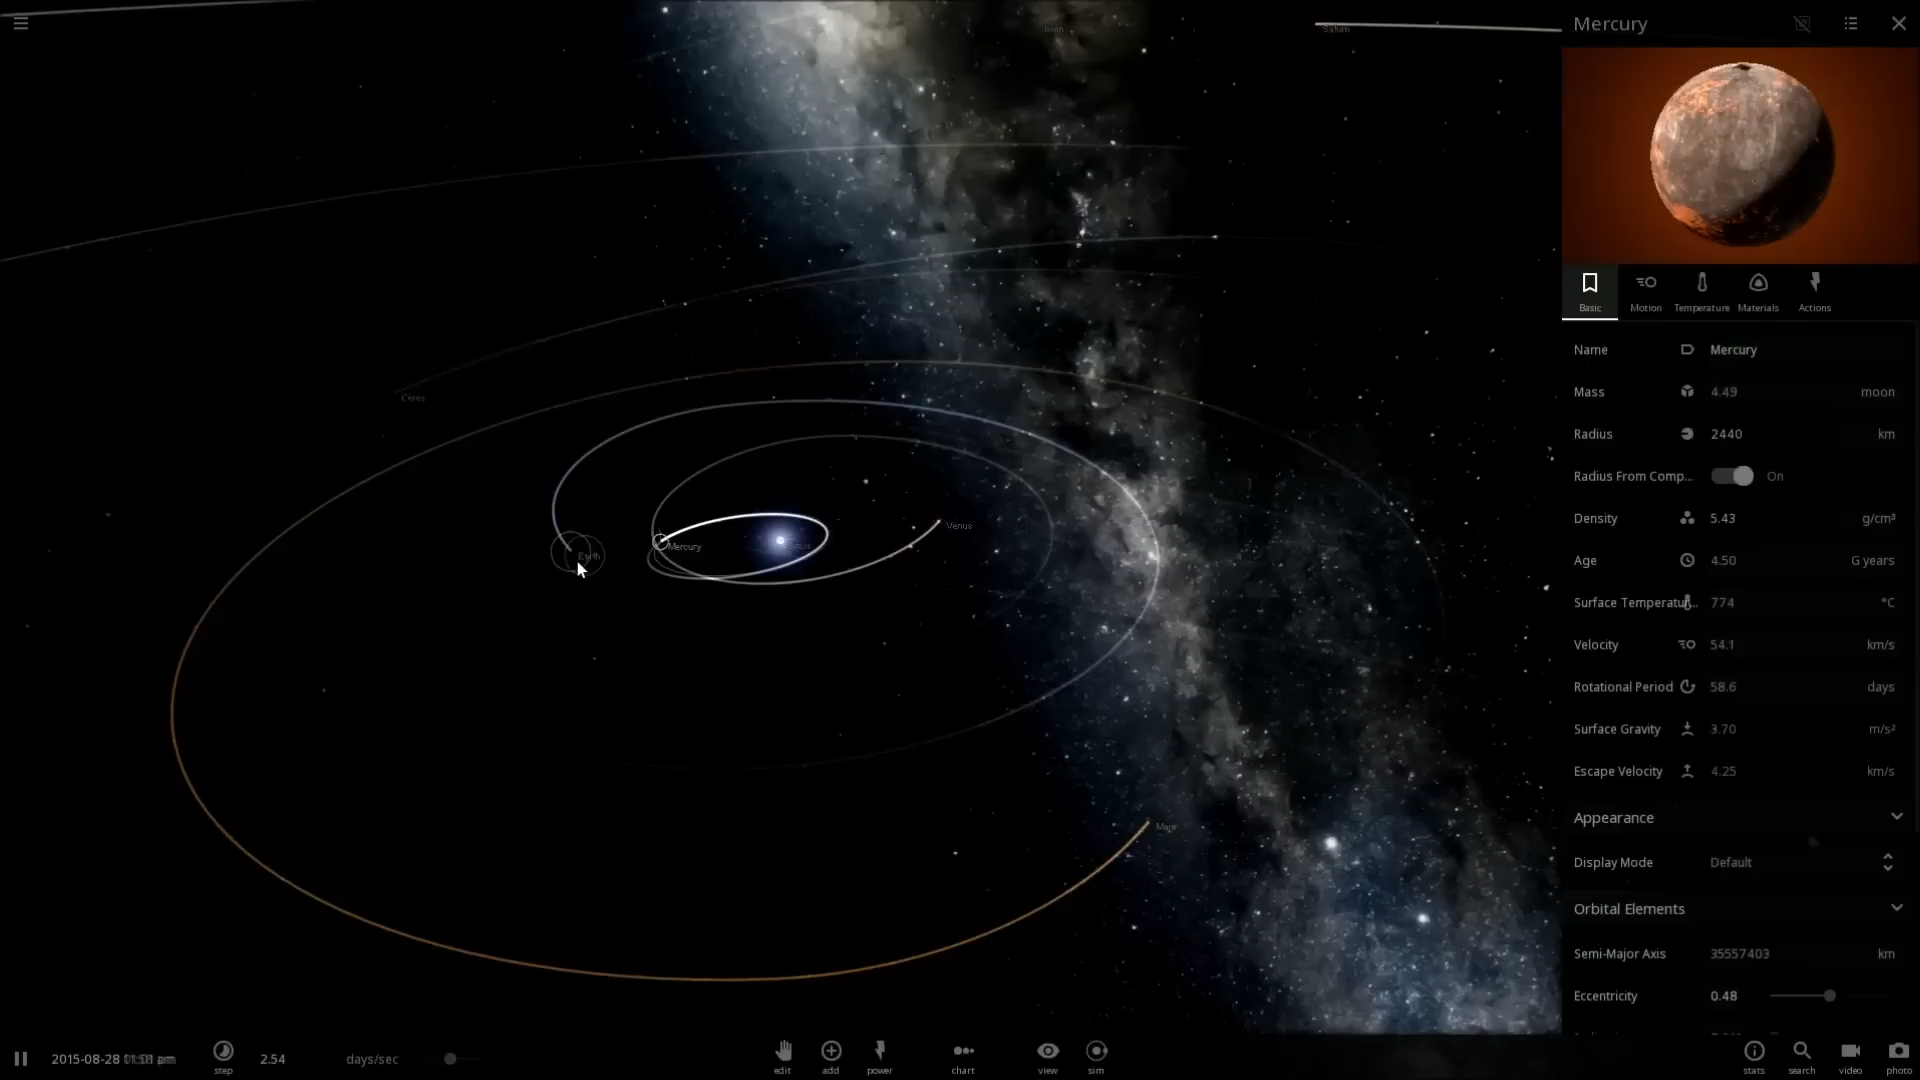 Mercury
Saturn
Basic
Motion
Temperature
Materials
Actions
Name Mercury
Mass 4.49 moon
Radius 2440 km
Radius From Comp... On
Density 5.43 g/cm³
Age 4.50 G years
Surface Temperatur... 774 °C
Velocity 54.1 km/s
Rotational Period 58.6 days
Surface Gravity 3.70 m/s²
Escape Velocity 4.25 km/s
Appearance
Display Mode Default
Orbital Elements
Semi-Major Axis 35557403 km
Eccentricity 0.48
Ceres
Venus
Mercury
Earth
Mars
2015-08-28
step
2.54 days/sec
edit
add
power
chart
view
sim
stats
search
video
photo